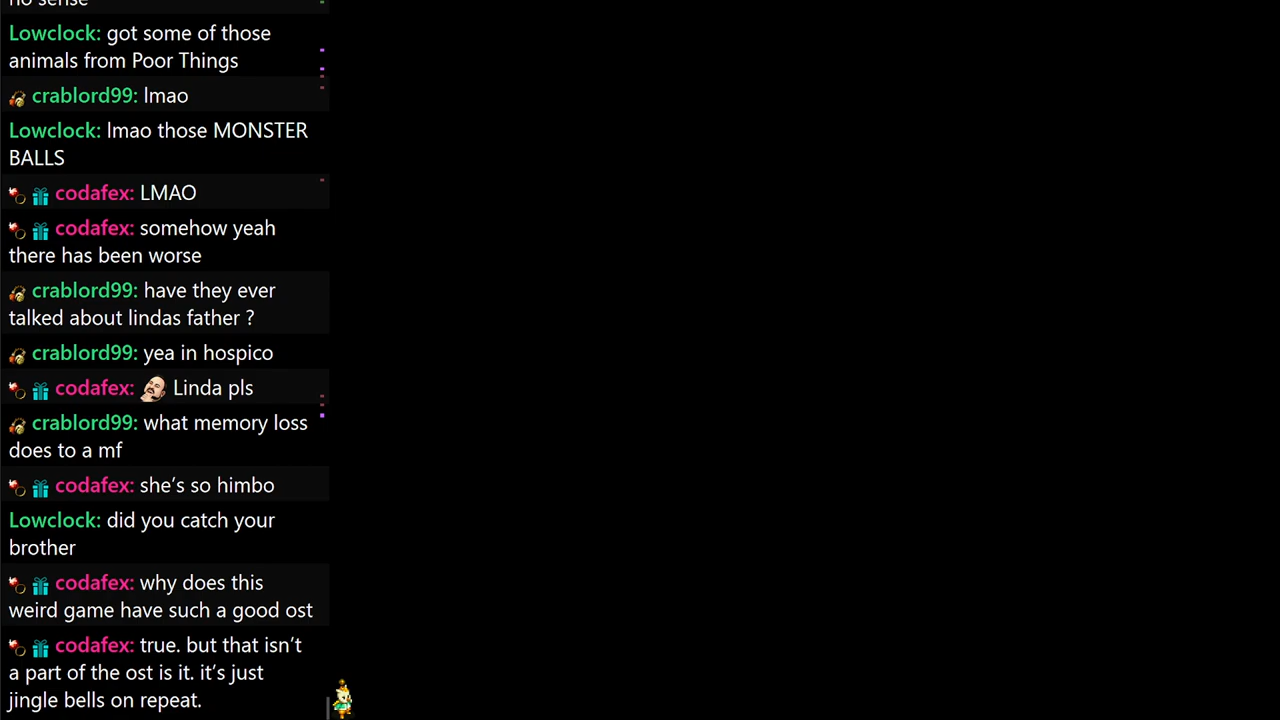 no sense
Lowclock: got some of those
animals from Poor Things
crablord99: lmao
Lowclock: lmao those MONSTER
BALLS
codafex: LMAO
codafex: somehow yeah
there has been worse
crablord99: have they ever
talked about lindas father ?
crablord99: yea in hospico
codafex: Linda pls
crablord99: what memory loss
does to a mf
codafex: she’s so himbo
Lowclock: did you catch your
brother
codafex: why does this
weird game have such a good ost
codafex: true. but that isn’t
a part of the ost is it. it’s just
jingle bells on repeat.